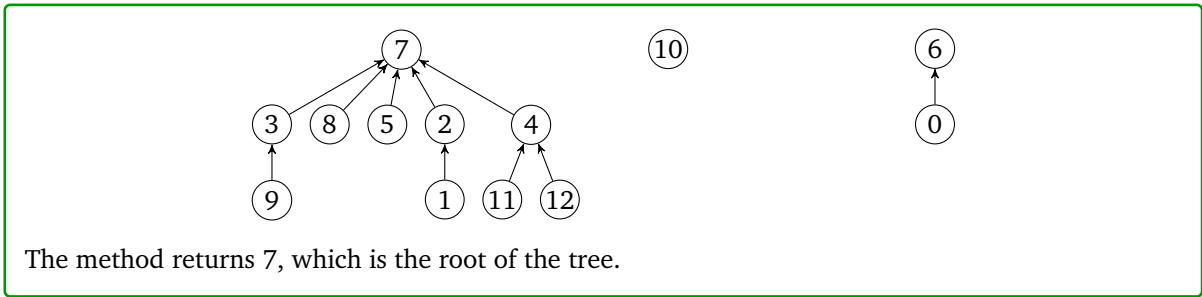 7 10 6
3 8 5 2 4 0
9 1 11 12
The method returns 7, which is the root of the tree.